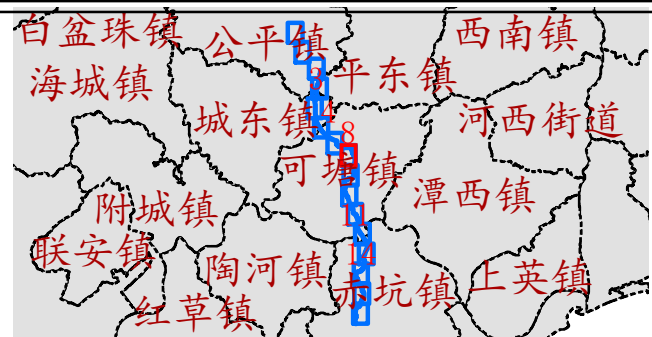 白盆珠镇 公平镇 西南镇
海城镇 平东镇
城东镇 河西街道
8
可塘镇
附城镇 潭西镇
11
联安镇 陶河镇 14
红草镇 赤坑镇 上英镇